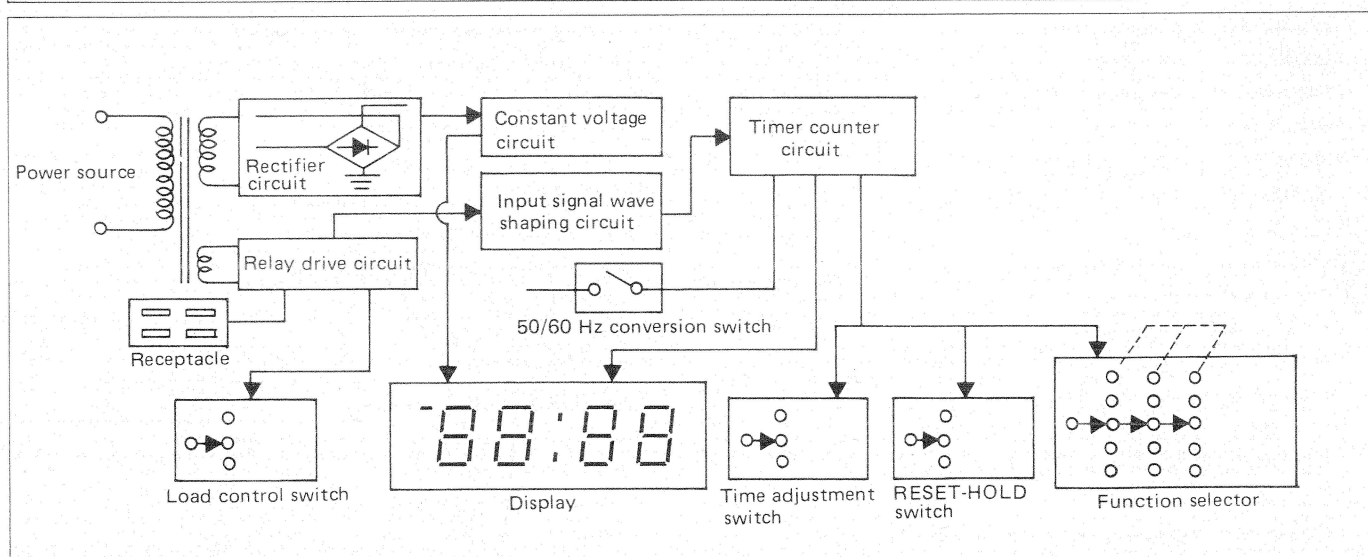 Power source
Rectifier
circuit
Constant voltage
circuit
Timer counter
circuit
Input signal wave
shaping circuit
Relay drive circuit
Receptacle
50/60 Hz conversion switch
Load control switch
88:88
Display
Time adjustment
switch
RESET-HOLD
switch
Function selector